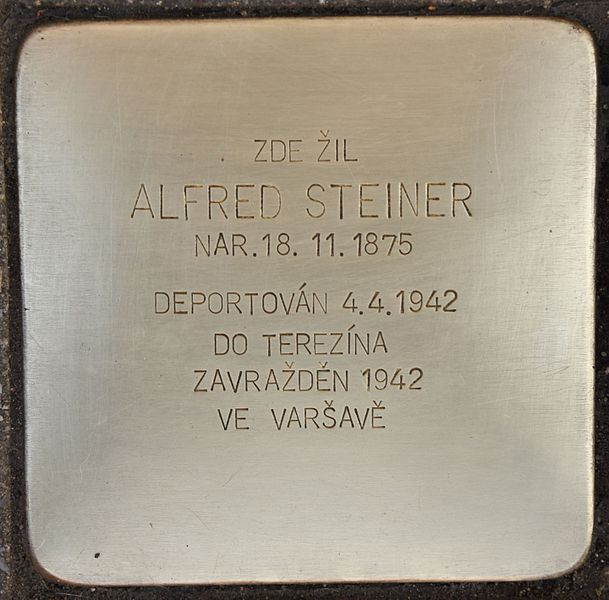 ZDE ŽIL
ALFRED STEINER
NAR.18. 11. 1875
DEPORTOVÁN 4.4.1942
DO TEREZÍNA
ZAVRAŽDĚN 1942
VE VARŠAVĚ